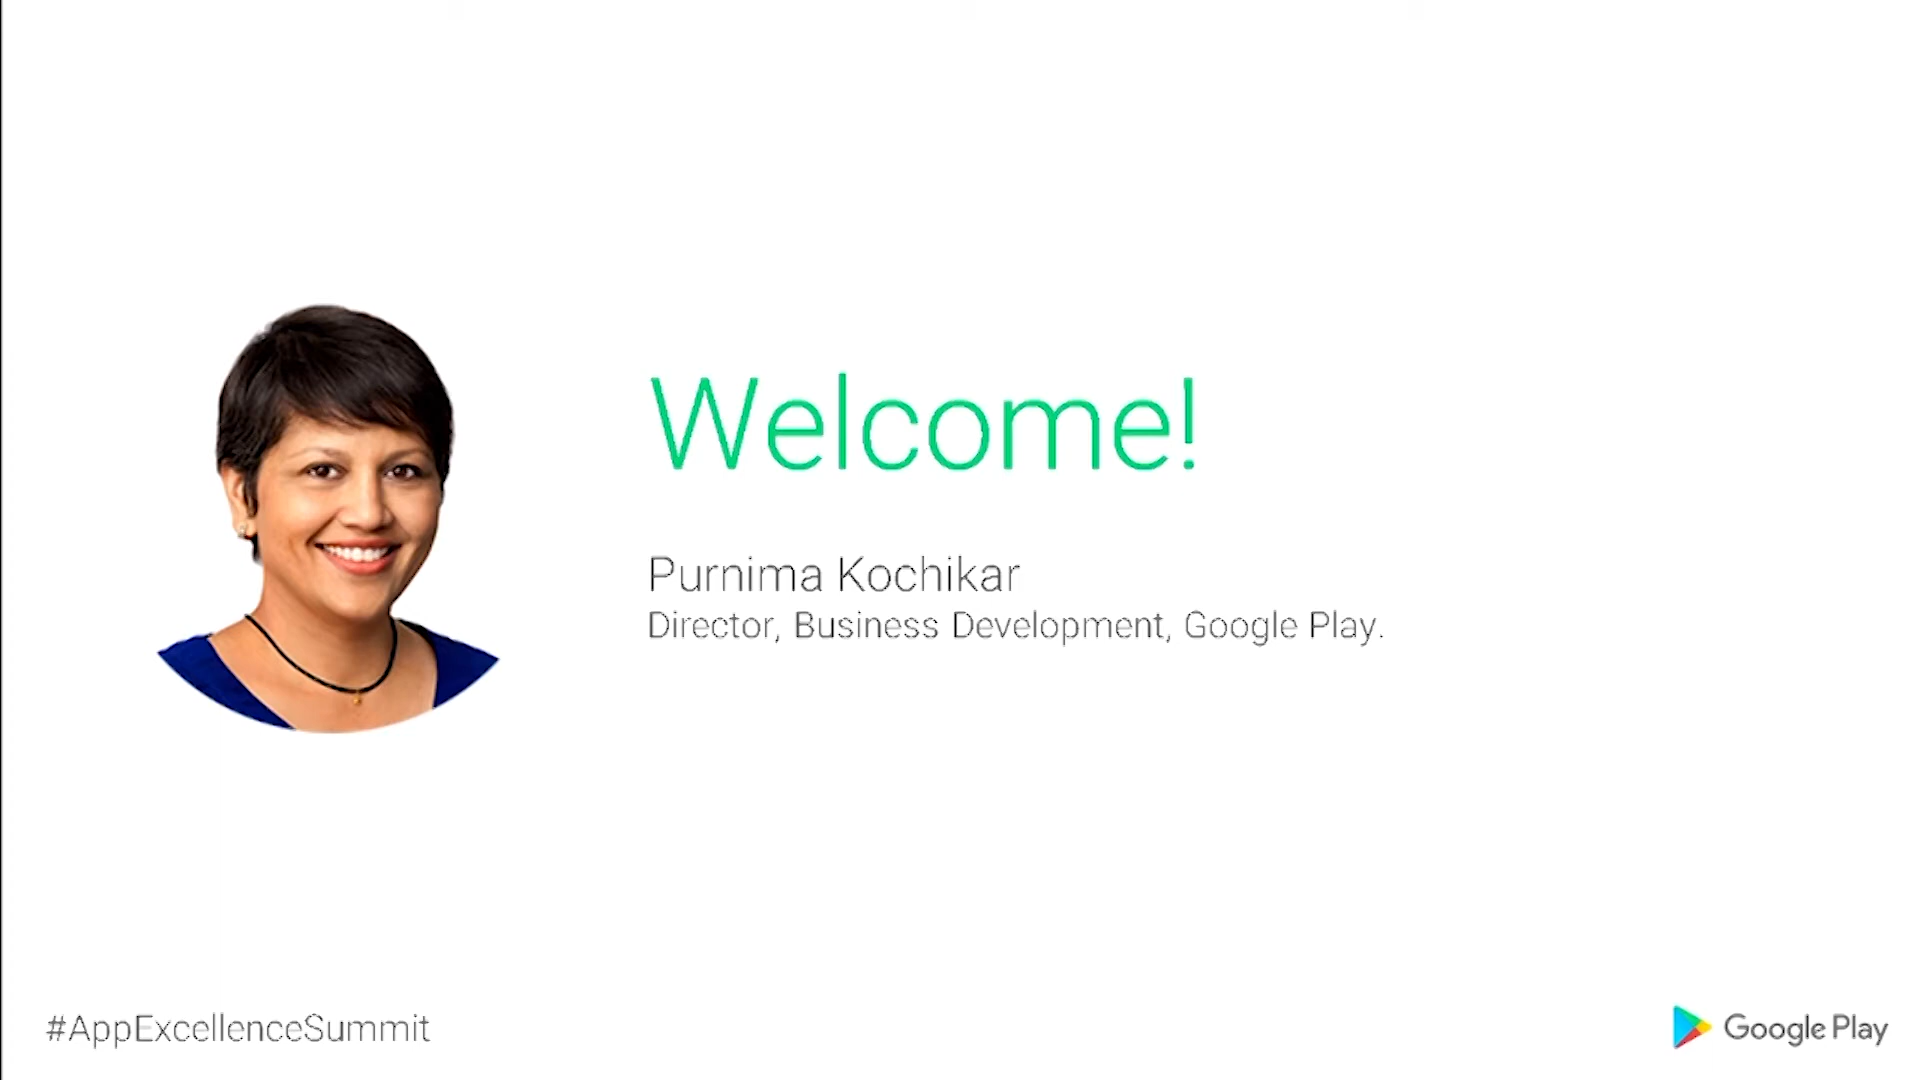 Welcome!
Purnima Kochikar
Director, Business Development, Google Play.
#AppExcellenceSummit
Google Play